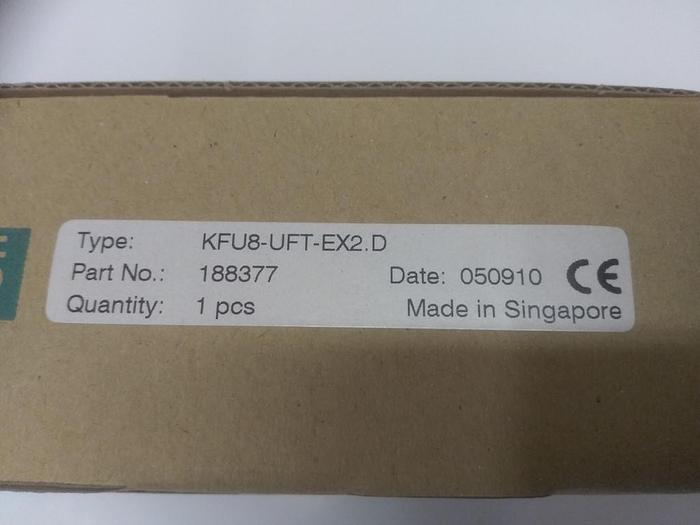 Type: KFU8-UFT-EX2.D
Part No.: 188377 Date: 050910 CE
Quantity: 1 pcs Made in Singapore